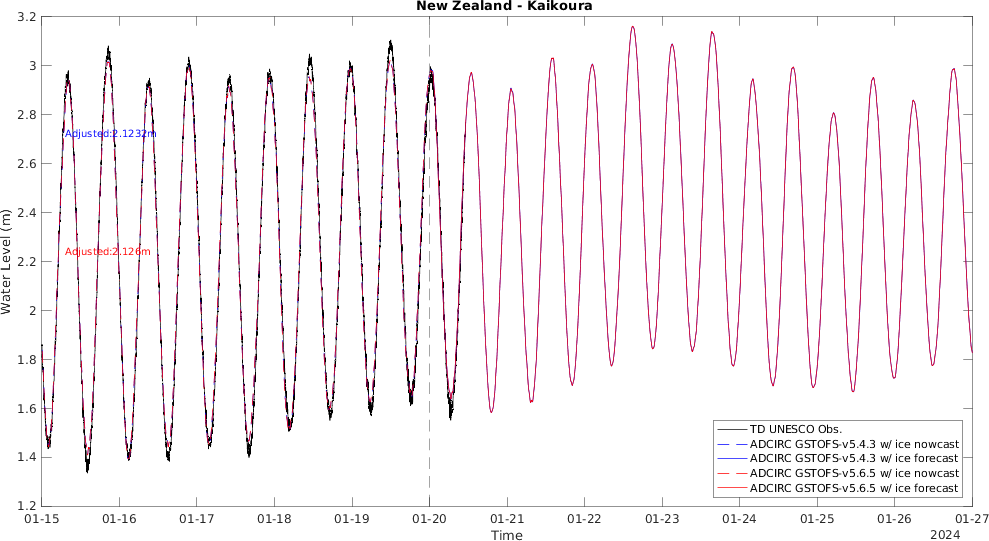 New Zealand - Kaikoura
3.2
3
2.8
2.6
2.4
2.2
2
1.8
1.6
1.4
1.2
Water Level (m)
Adjusted:2.1232m
Adjusted:2.126m
TD UNESCO Obs.
ADCIRC GSTOFS-v5.4.3 w/ ice nowcast
ADCIRC GSTOFS-v5.4.3 w/ ice forecast
ADCIRC GSTOFS-v5.6.5 w/ ice nowcast
ADCIRC GSTOFS-v5.6.5 w/ ice forecast
01-15 01-16 01-17 01-18 01-19 01-20 01-21 01-22 01-23 01-24 01-25 01-26 01-27
Time
2024